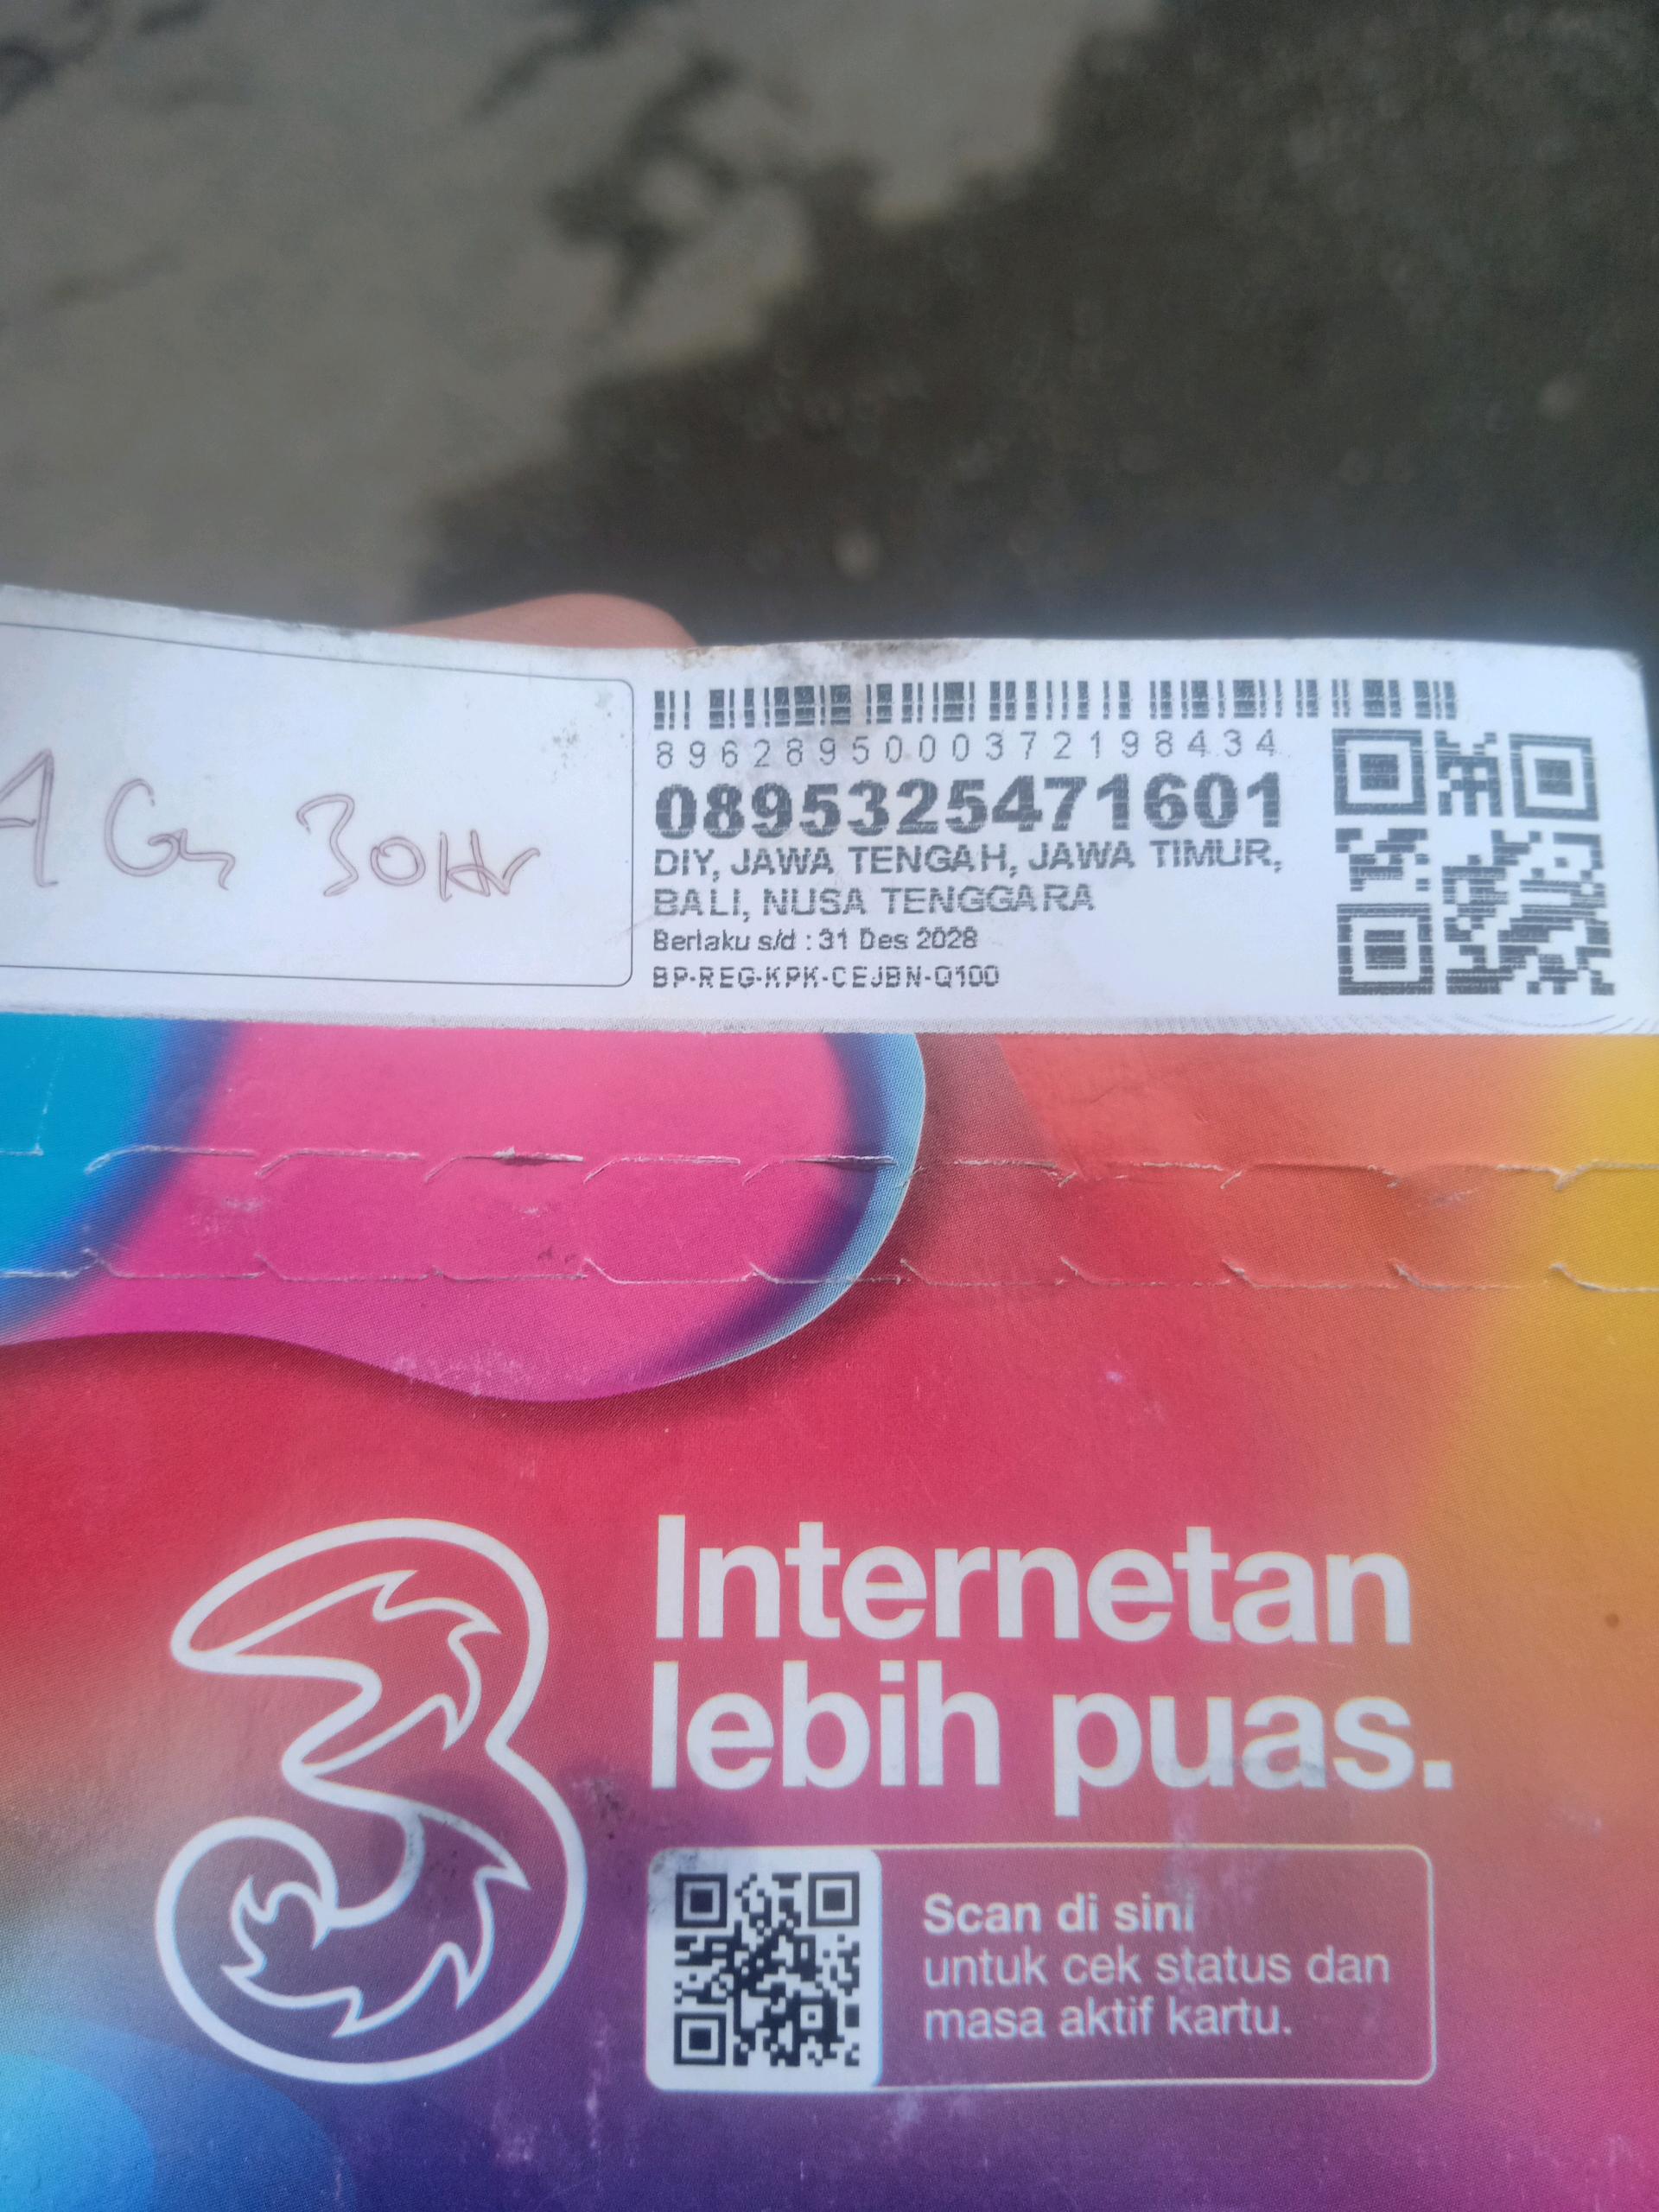 8962895000372198434
0895325471601
DIY, JAWA TENGAH, JAWA TIMUR,
BALI, NUSA TENGGARA
Berlaku s/d : 31 Des 2028
BP-REG-KPK-CEJBN-Q100
30Hr
3
Internetan
lebih puas.
Scan di sini
untuk cek status dan
masa aktif kartu.